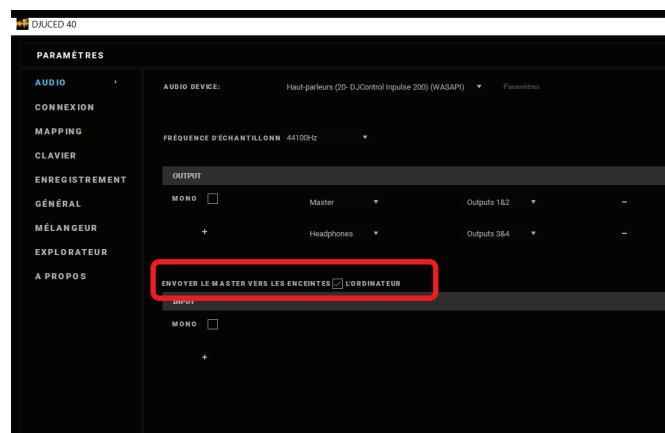 DJUCED 40
PARAMÈTRES
AUDIO
CONNEXION
MAPPING
CLAVIER
ENREGISTREMENT
GÉNÉRAL
MÉLANGEUR
EXPLORATEUR
A PROPOS
AUDIO DEVICE: Haut-parleurs (20- DJControl Inpulse 200) (WASAPI) Paramètres
FRÉQUENCE D'ÉCHANTILLONN 44100Hz
OUTPUT
MONO Master Outputs 1&2 –
+ Headphones Outputs 3&4 –
ENVOYER LE MASTER VERS LES ENCEINTES L'ORDINATEUR
INPUT
MONO
+